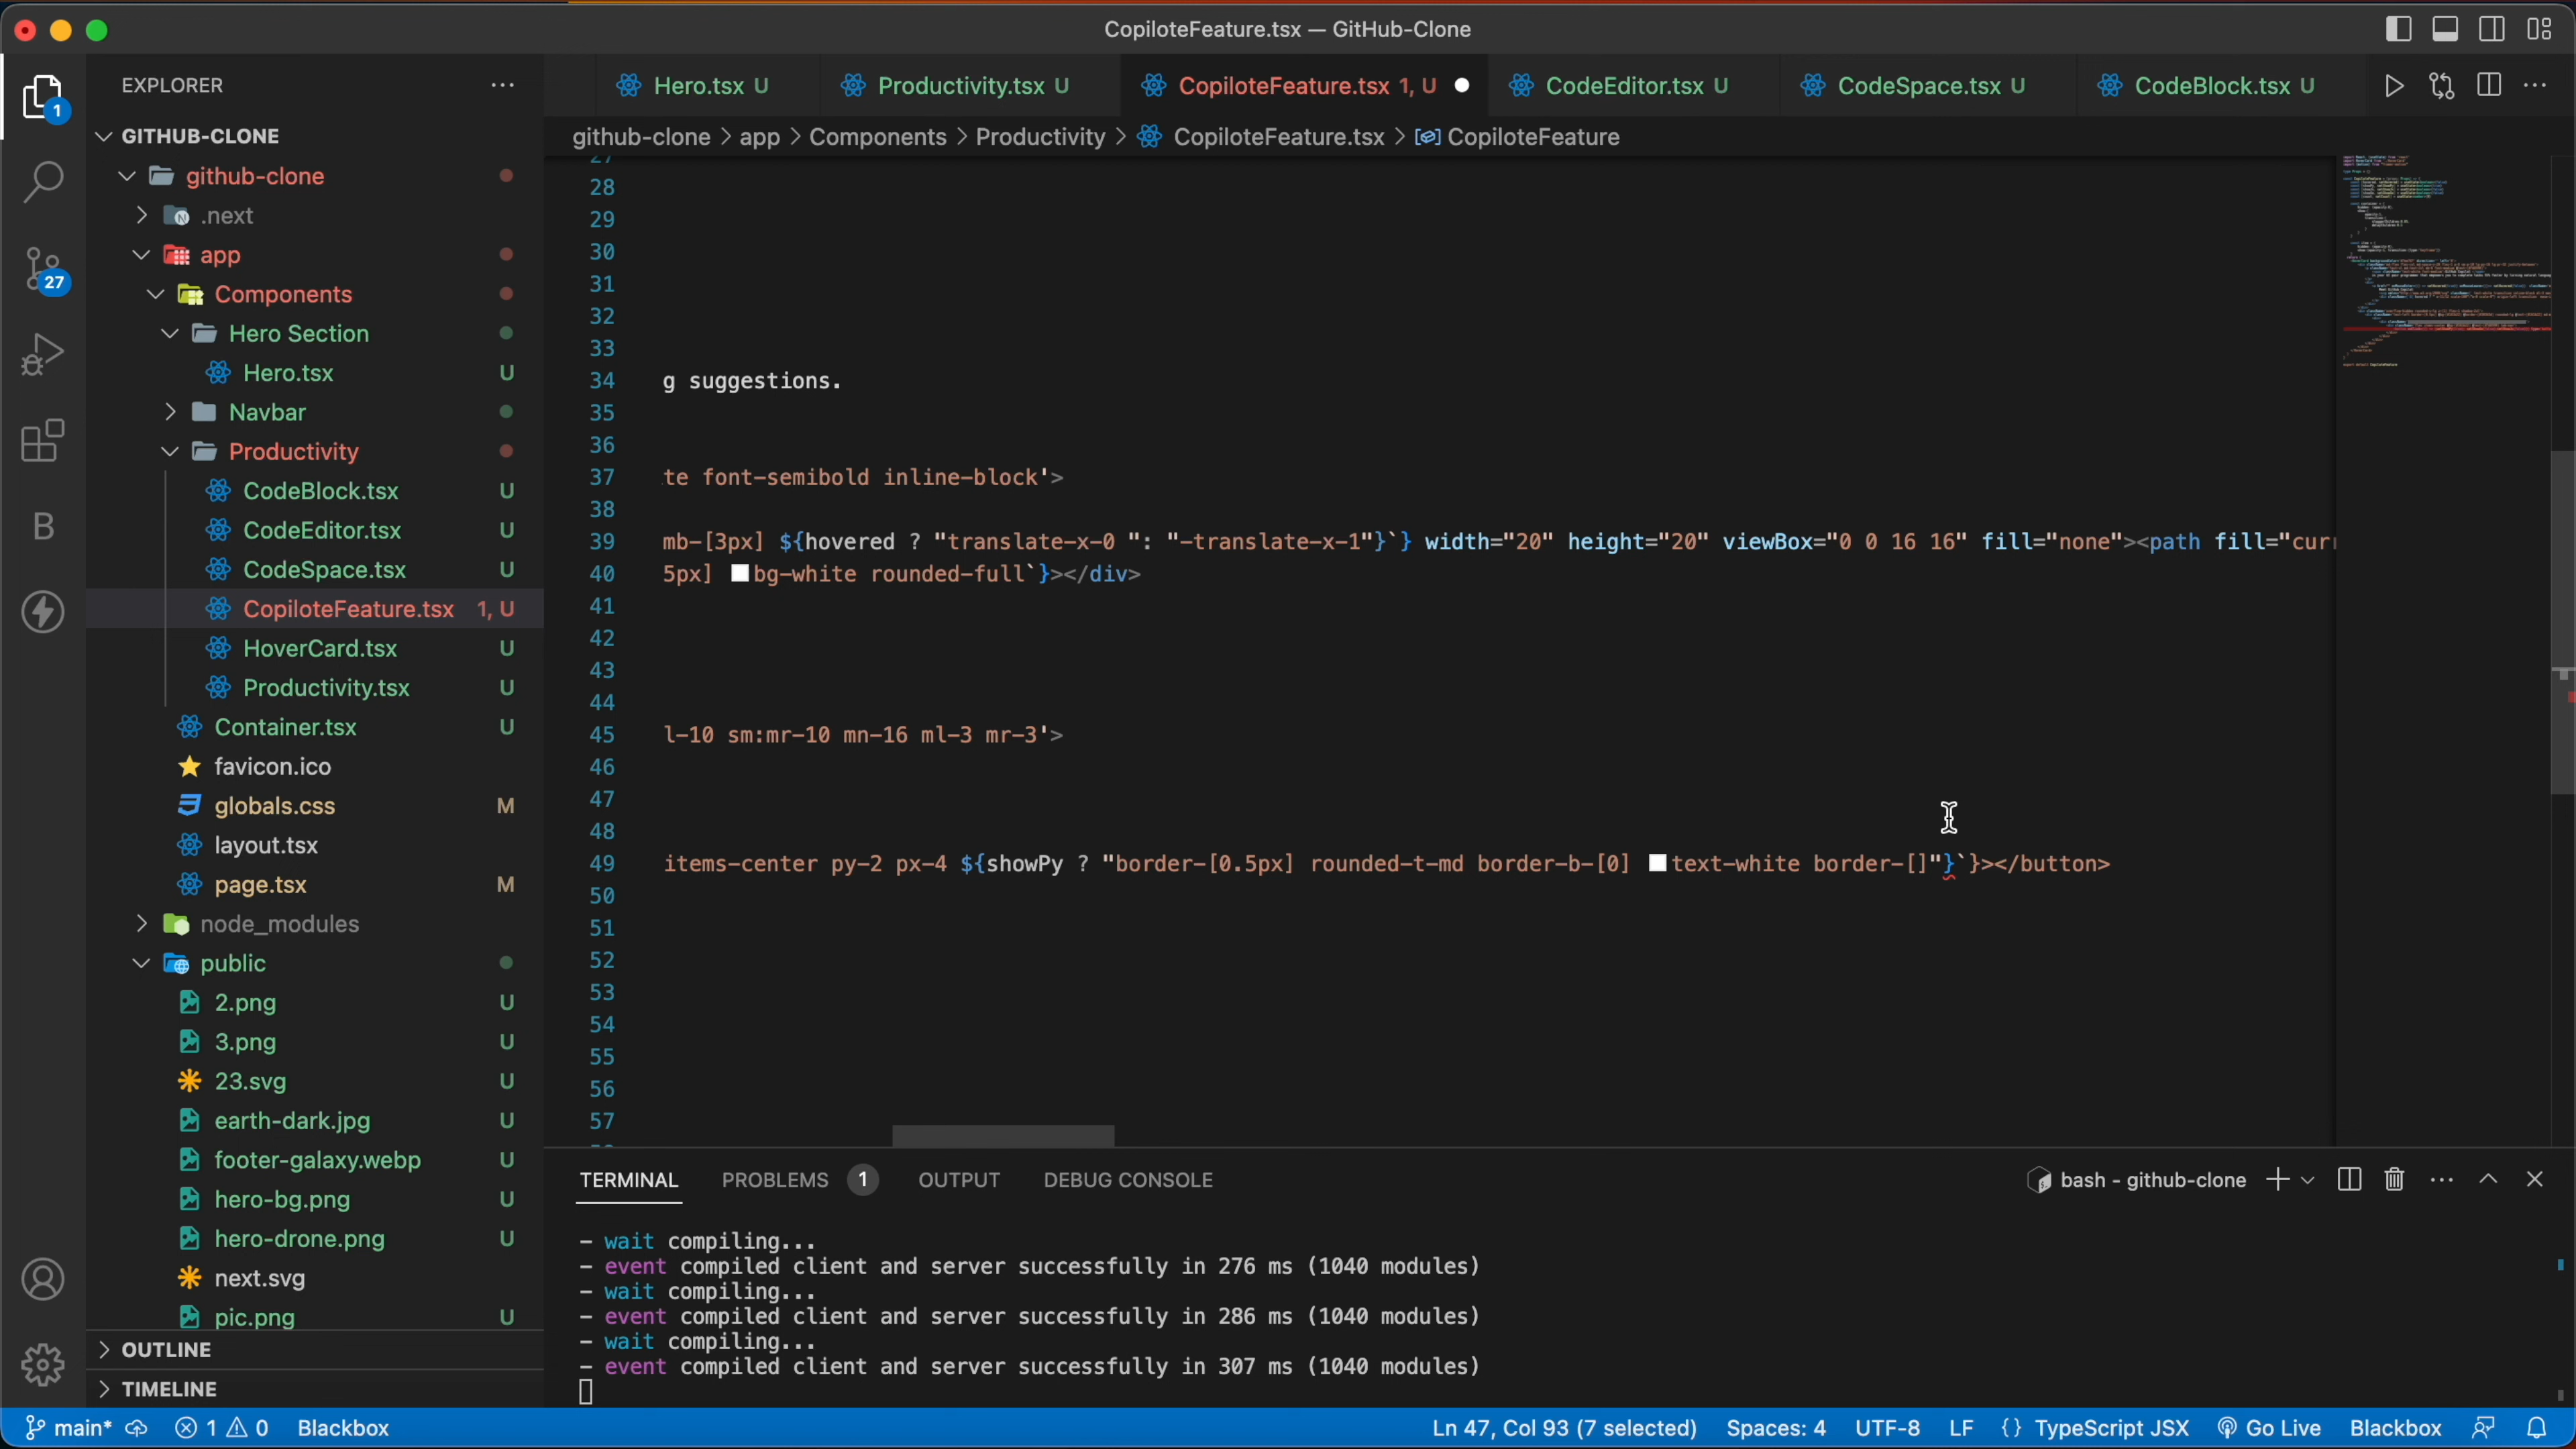 CopiloteFeature.tsx — GitHub-Clone
EXPLORER
Hero.tsx U
Productivity.tsx U
CopiloteFeature.tsx 1, U
CodeEditor.tsx U
CodeSpace.tsx U
CodeBlock.tsx U
github-clone > app > Components > Productivity > CopiloteFeature.tsx > CopiloteFeature
1
27
B
GITHUB-CLONE
github-clone
.next
app
Components
Hero Section
Hero.tsx U
Navbar
Productivity
CodeBlock.tsx U
CodeEditor.tsx U
CodeSpace.tsx U
CopiloteFeature.tsx 1, U
HoverCard.tsx U
Productivity.tsx U
Container.tsx U
favicon.ico
globals.css M
layout.tsx
page.tsx M
node_modules
public
2.png U
3.png U
23.svg U
earth-dark.jpg U
footer-galaxy.webp U
hero-bg.png U
hero-drone.png U
next.svg
pic.png U
OUTLINE
TIMELINE
27
28
29
30
31
32
33
34 g suggestions.
35
36
37 te font-semibold inline-block'>
38
39 mb-[3px] ${hovered ? "translate-x-0 ": "-translate-x-1"}`} width="20" height="20" viewBox="0 0 16 16" fill="none"><path fill="cur
40 5px] bg-white rounded-full`}></div>
41
42
43
44
45 l-10 sm:mr-10 mn-16 ml-3 mr-3'>
46
47
48
49 items-center py-2 px-4 ${showPy ? "border-[0.5px] rounded-t-md border-b-[0] text-white border-[]"}`}></button>
50
51
52
53
54
55
56
57
TERMINAL PROBLEMS 1 OUTPUT DEBUG CONSOLE
bash - github-clone
- wait compiling...
- event compiled client and server successfully in 276 ms (1040 modules)
- wait compiling...
- event compiled client and server successfully in 286 ms (1040 modules)
- wait compiling...
- event compiled client and server successfully in 307 ms (1040 modules)
main* 1 0 Blackbox
Ln 47, Col 93 (7 selected) Spaces: 4 UTF-8 LF {} TypeScript JSX Go Live Blackbox